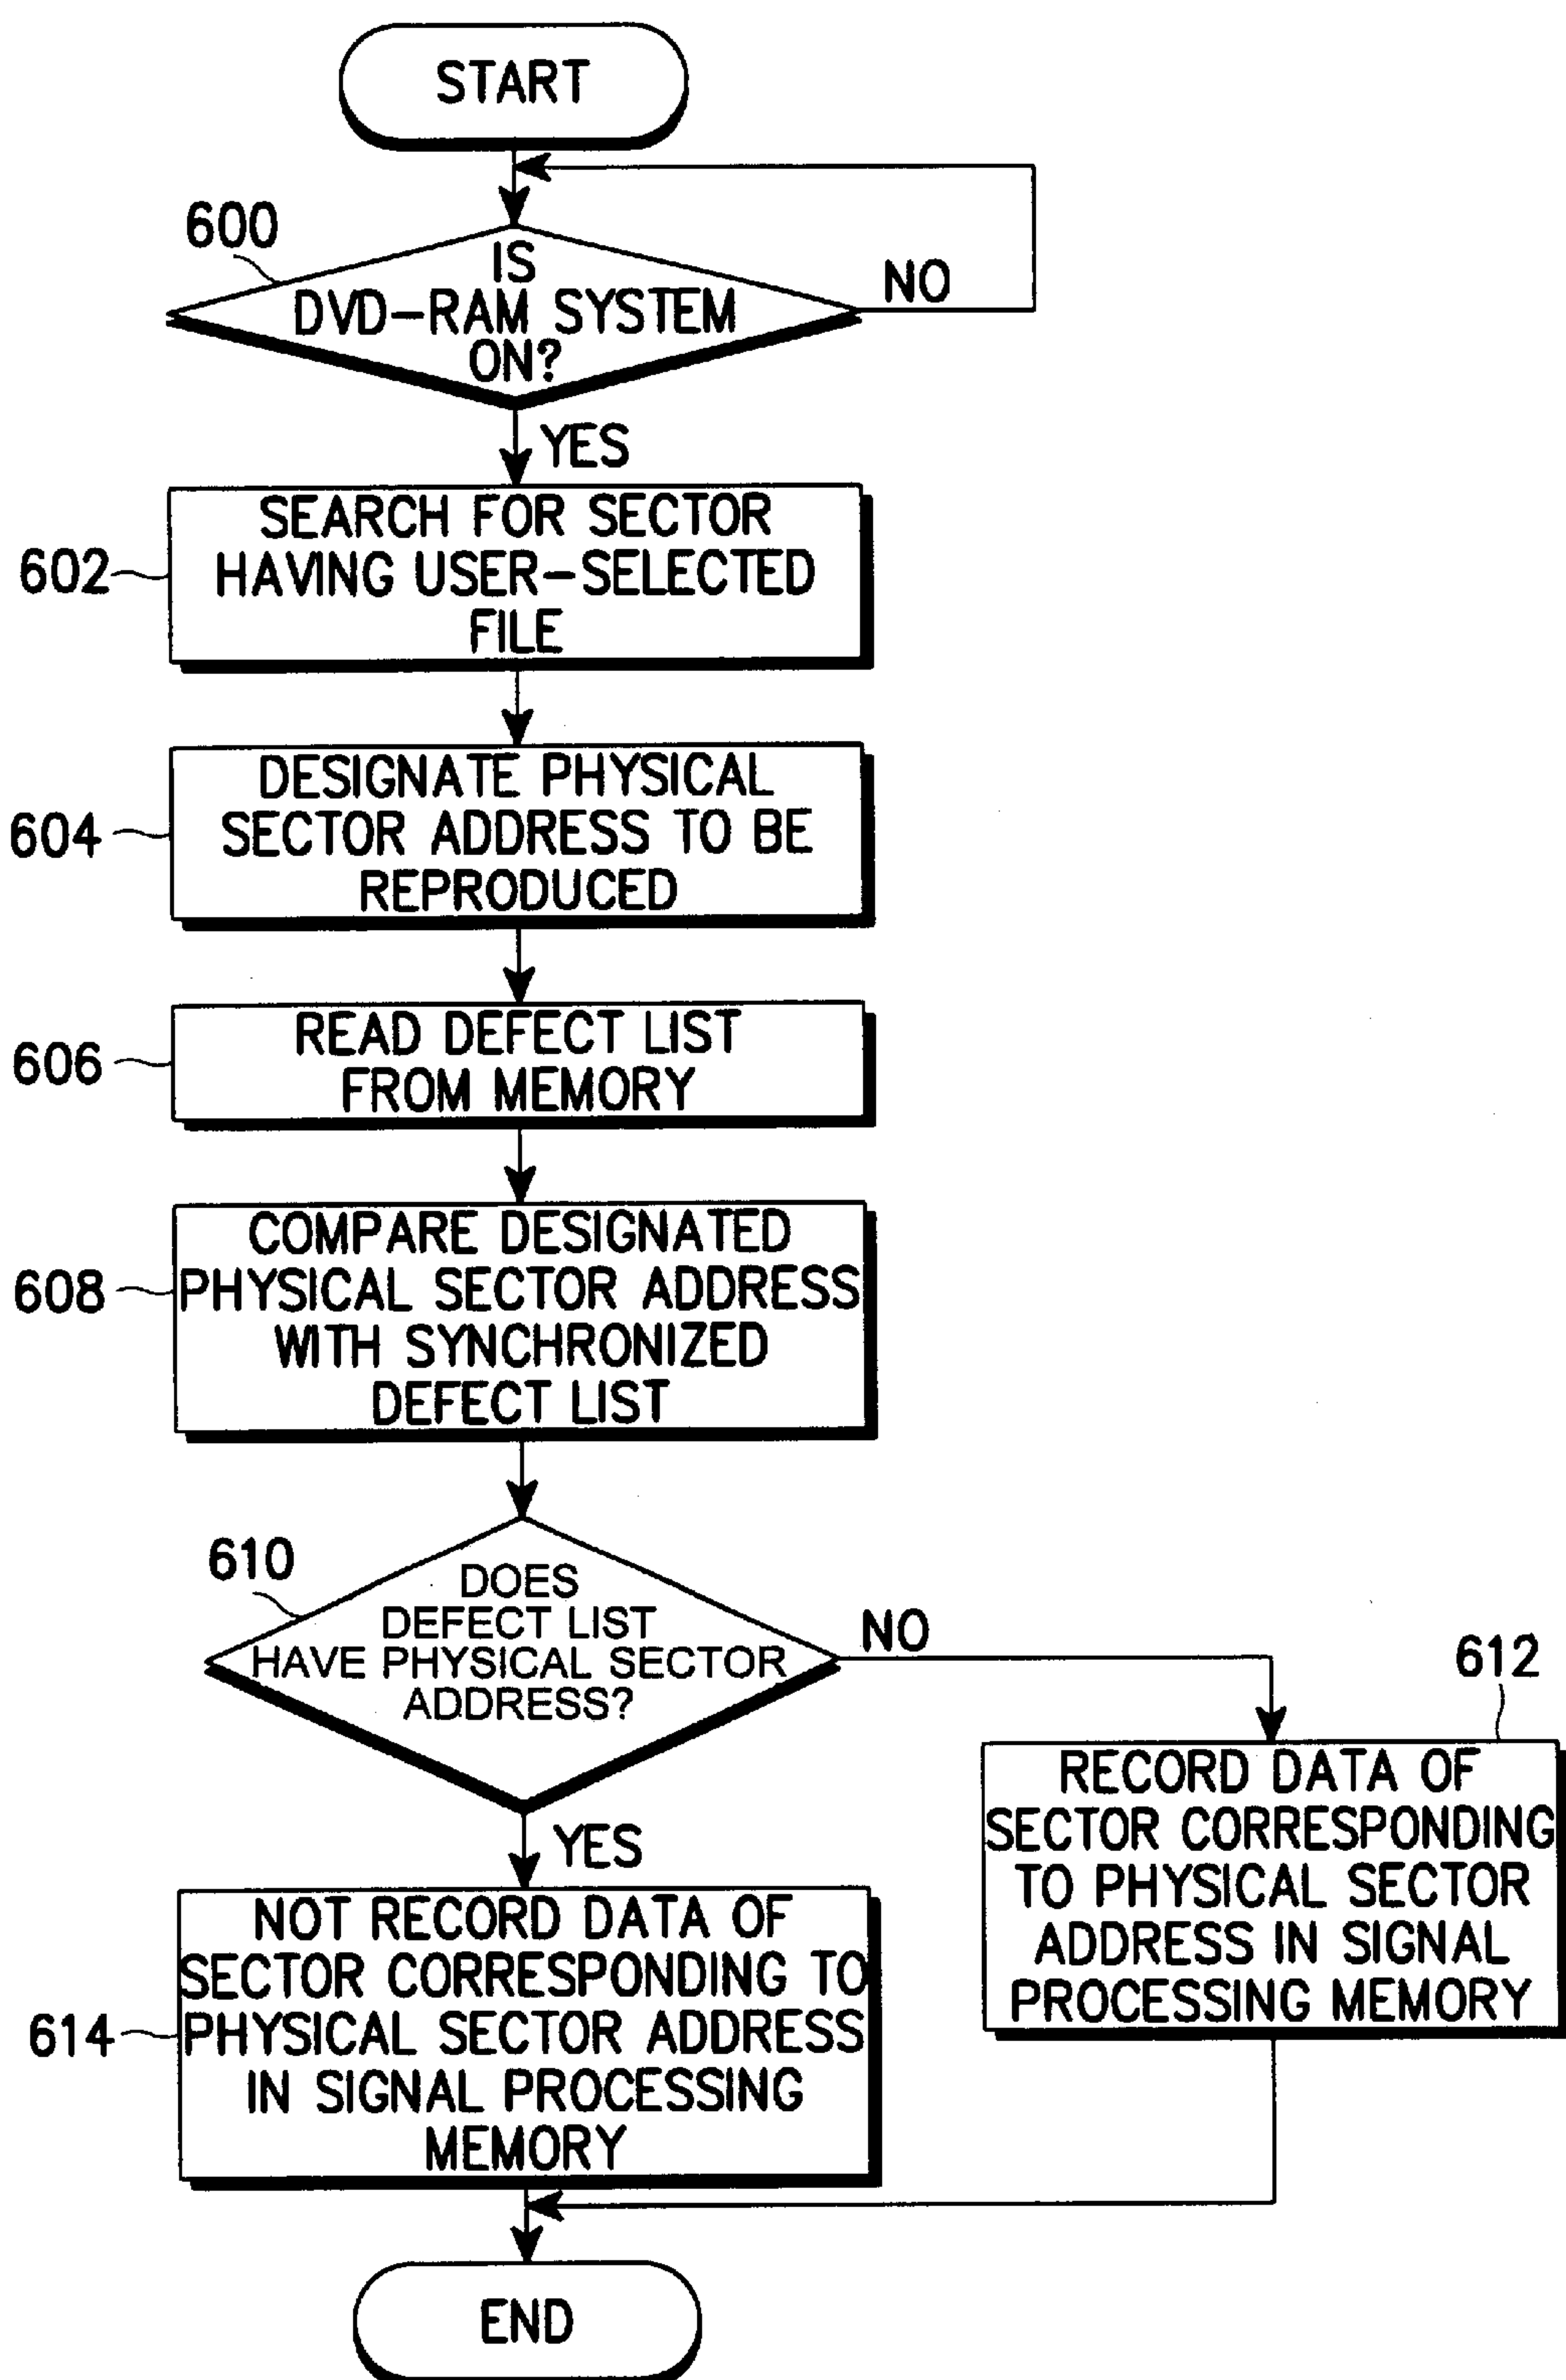 START
600
IS
DVD-RAM SYSTEM
ON?
NO
YES
602
SEARCH FOR SECTOR
HAVING USER-SELECTED
FILE
604
DESIGNATE PHYSICAL
SECTOR ADDRESS TO BE
REPRODUCED
606
READ DEFECT LIST
FROM MEMORY
608
COMPARE DESIGNATED
PHYSICAL SECTOR ADDRESS
WITH SYNCHRONIZED
DEFECT LIST
610
DOES
DEFECT LIST
HAVE PHYSICAL SECTOR
ADDRESS?
NO
612
RECORD DATA OF
SECTOR CORRESPONDING
TO PHYSICAL SECTOR
ADDRESS IN SIGNAL
PROCESSING MEMORY
YES
614
NOT RECORD DATA OF
SECTOR CORRESPONDING TO
PHYSICAL SECTOR ADDRESS
IN SIGNAL PROCESSING
MEMORY
END